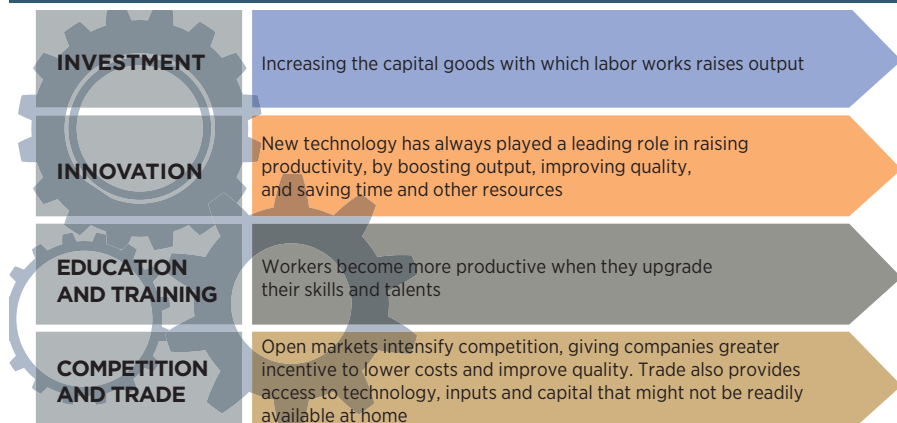 INVESTMENT
Increasing the capital goods with which labor works raises output
INNOVATION
New technology has always played a leading role in raising
productivity, by boosting output, improving quality,
and saving time and other resources
EDUCATION
AND TRAINING
Workers become more productive when they upgrade
their skills and talents
COMPETITION
AND TRADE
Open markets intensify competition, giving companies greater
incentive to lower costs and improve quality. Trade also provides
access to technology, inputs and capital that might not be readily
available at home